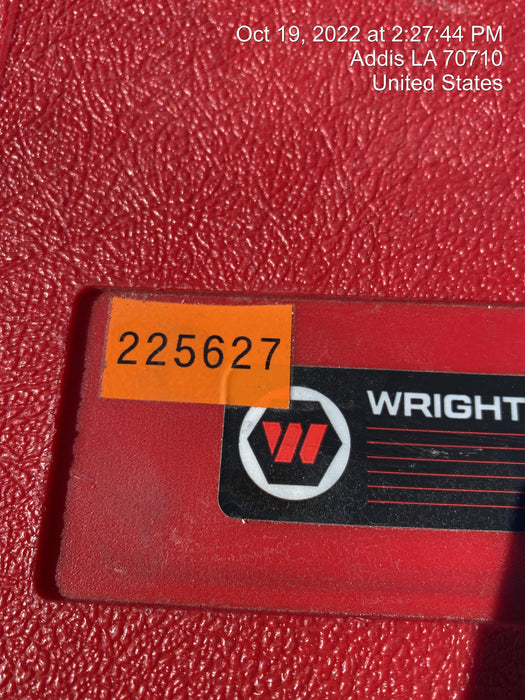 Oct 19, 2022 at 2:27:44 PM
Addis LA 70710
United States
225627
WRIGHT
W